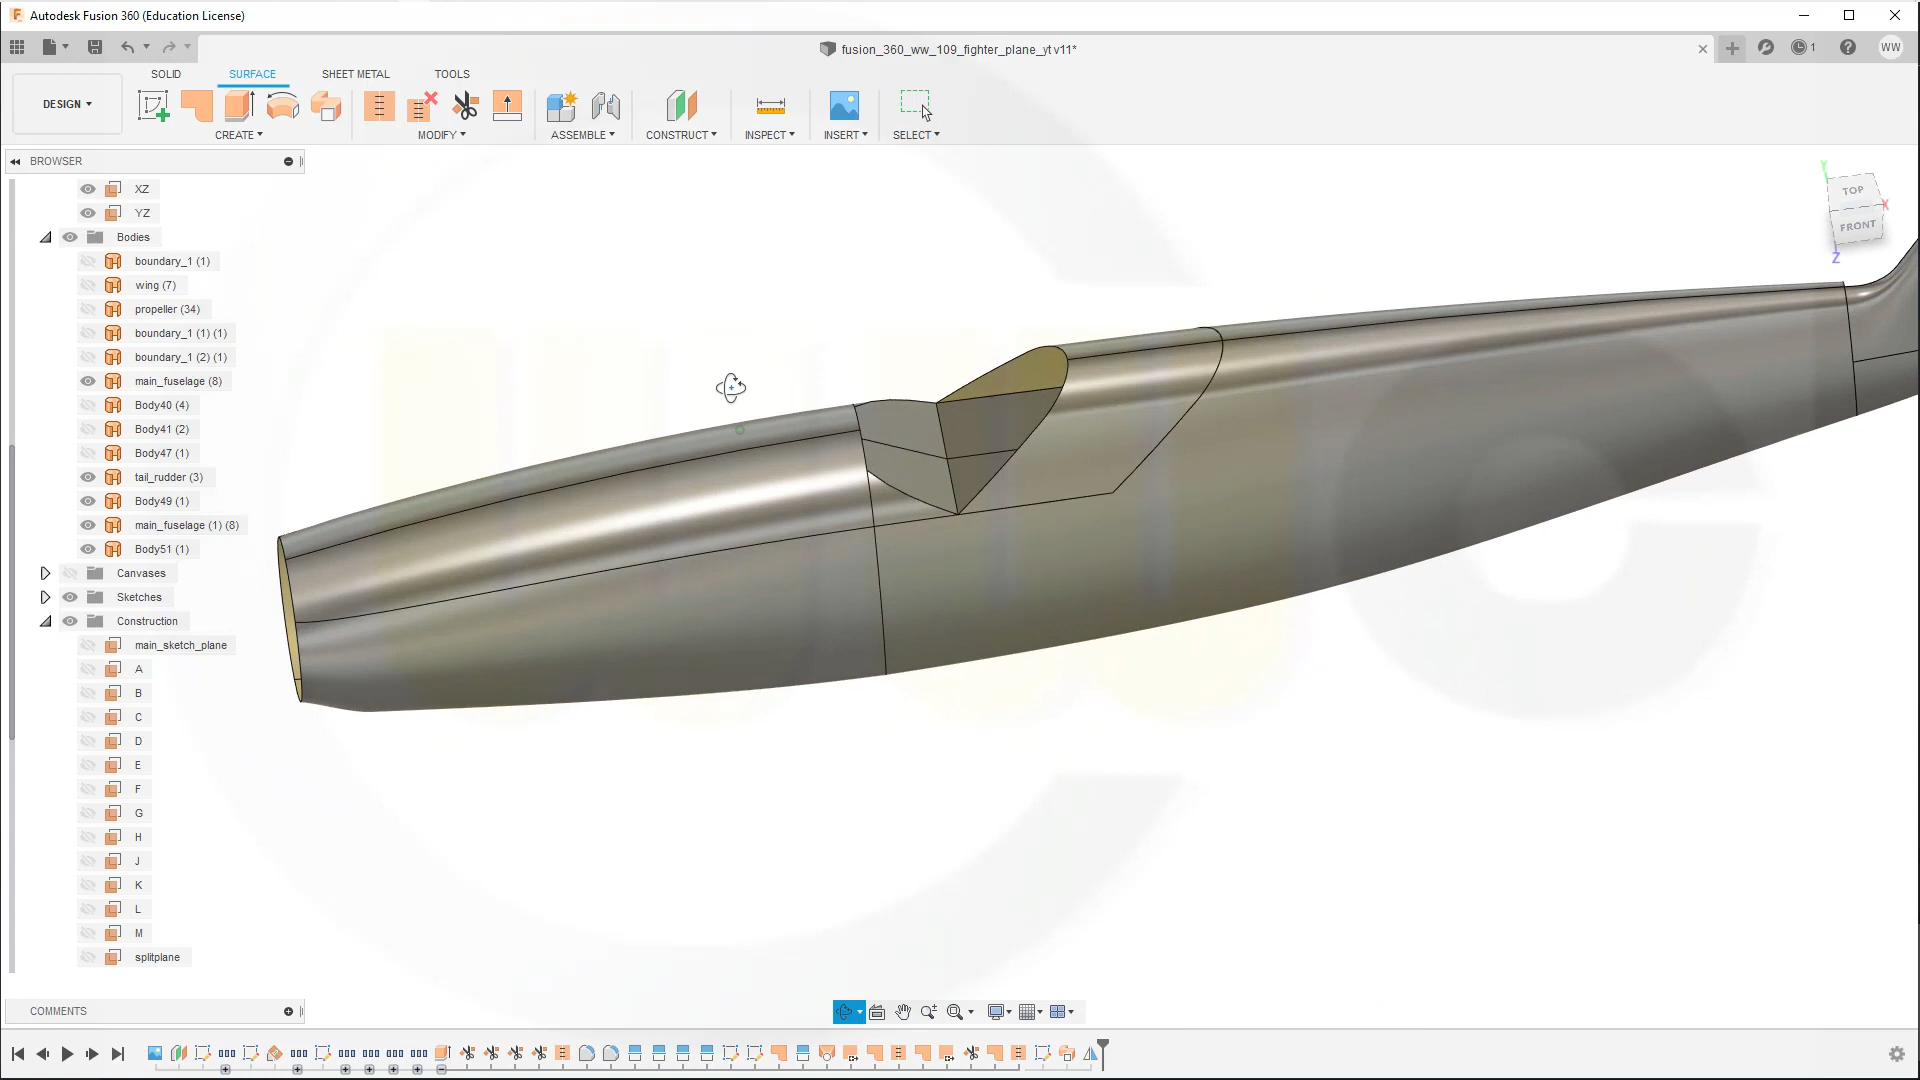 Autodesk Fusion 360 (Education License)
fusion_360_ww_109_fighter_plane_yt v11*
1
WW
DESIGN
SOLID
SURFACE
SHEET METAL
TOOLS
CREATE
MODIFY
ASSEMBLE
CONSTRUCT
INSPECT
INSERT
SELECT
BROWSER
XZ
YZ
Bodies
boundary_1 (1)
wing (7)
propeller (34)
boundary_1 (1) (1)
boundary_1 (2) (1)
main_fuselage (8)
Body40 (4)
Body41 (2)
Body47 (1)
tail_rudder (3)
Body49 (1)
main_fuselage (1) (8)
Body51 (1)
Canvases
Sketches
Construction
main_sketch_plane
A
B
C
D
E
F
G
H
J
K
L
M
splitplane
Y
TOP
X
FRONT
Z
COMMENTS